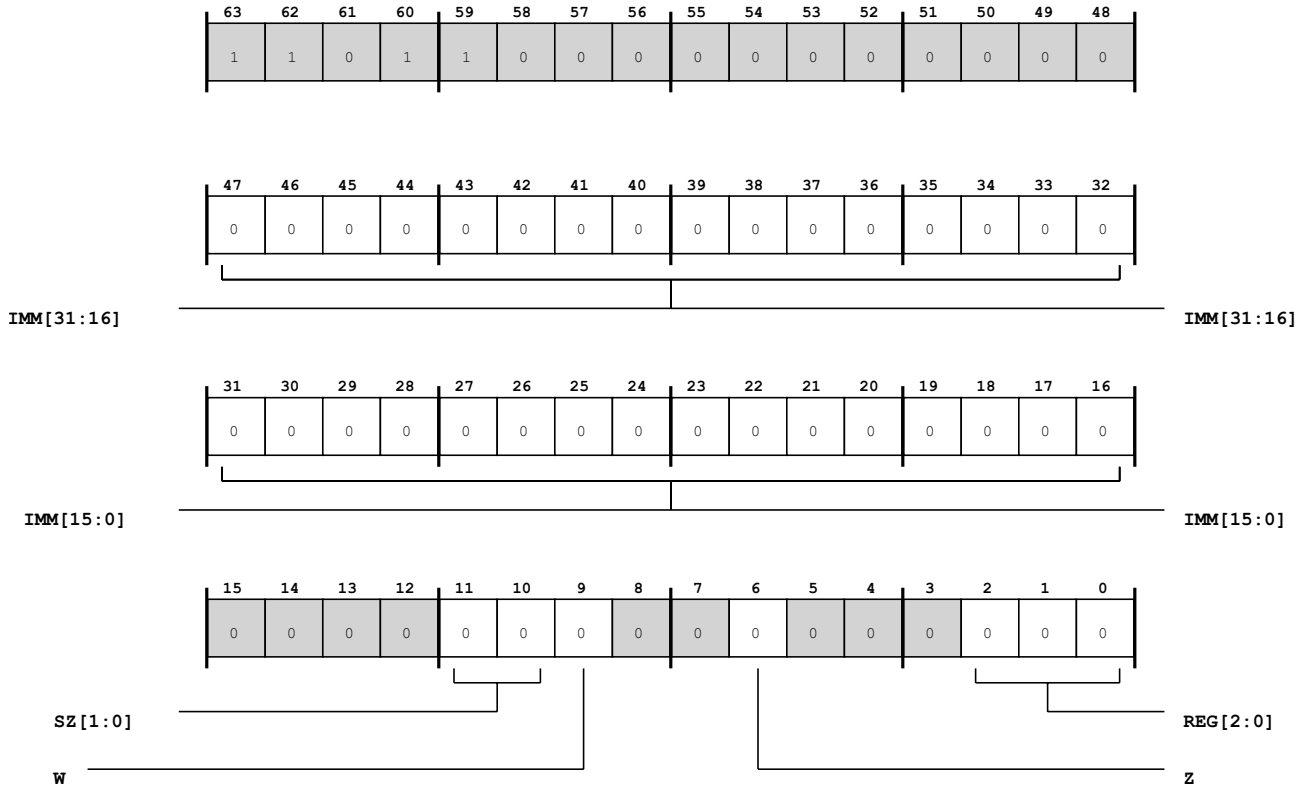 63 62 61 60 59 58 57 56 55 54 53 52 51 50 49 48
1 1 0 1 1 0 0 0 0 0 0 0 0 0 0 0
47 46 45 44 43 42 41 40 39 38 37 36 35 34 33 32
0 0 0 0 0 0 0 0 0 0 0 0 0 0 0 0
IMM[31:16] IMM[31:16]
31 30 29 28 27 26 25 24 23 22 21 20 19 18 17 16
0 0 0 0 0 0 0 0 0 0 0 0 0 0 0 0
IMM[15:0] IMM[15:0]
15 14 13 12 11 10 9 8 7 6 5 4 3 2 1 0
0 0 0 0 0 0 0 0 0 0 0 0 0 0 0 0
SZ[1:0] REG[2:0]
W Z